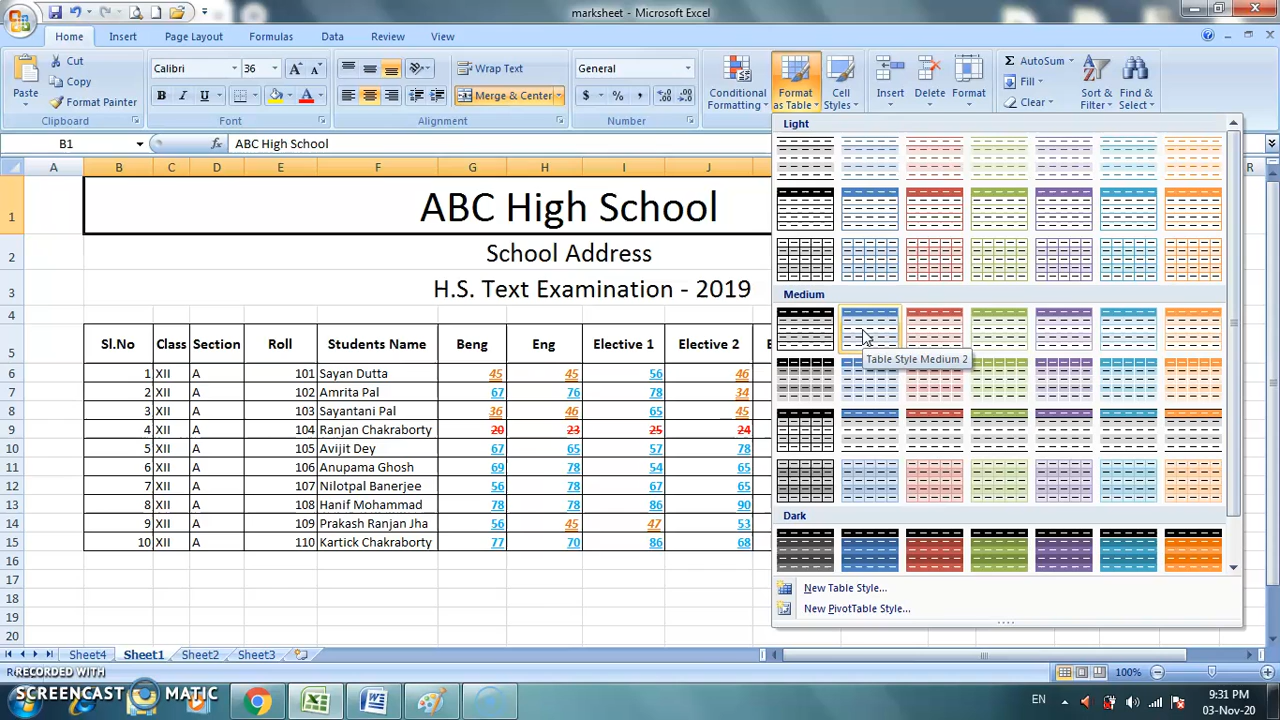 marksheet - Microsoft Excel
Home Insert Page Layout Formulas Data Review View
Cut
Copy
Format Painter
Paste
Calibri 36
B I U
Wrap Text
Merge & Center
General
$ % ,
Conditional Formatting
Format as Table
Cell Styles
Insert Delete Format
AutoSum
Fill
Clear
Sort & Filter
Find & Select
Clipboard Font Alignment Number
B1 fx ABC High School
A B C D E F G H I J R
1 ABC High School
2 School Address
3 H.S. Text Examination - 2019
4
5 Sl.No Class Section Roll Students Name Beng Eng Elective 1 Elective 2
6 1 XII A 101 Sayan Dutta 45 45 56 46
7 2 XII A 102 Amrita Pal 67 76 78 34
8 3 XII A 103 Sayantani Pal 36 46 65 45
9 4 XII A 104 Ranjan Chakraborty 20 23 25 24
10 5 XII A 105 Avijit Dey 67 65 57 78
11 6 XII A 106 Anupama Ghosh 69 78 54 65
12 7 XII A 107 Nilotpal Banerjee 56 78 67 65
13 8 XII A 108 Hanif Mohammad 78 78 86 90
14 9 XII A 109 Prakash Ranjan Jha 56 45 47 53
15 10 XII A 110 Kartick Chakraborty 77 70 86 68
16
17
18
19
20
Light
Medium
Table Style Medium 2
Dark
New Table Style...
New PivotTable Style...
Sheet4 Sheet1 Sheet2 Sheet3
100%
RECORDED WITH
SCREENCAST MATIC
EN
9:31 PM
03-Nov-20